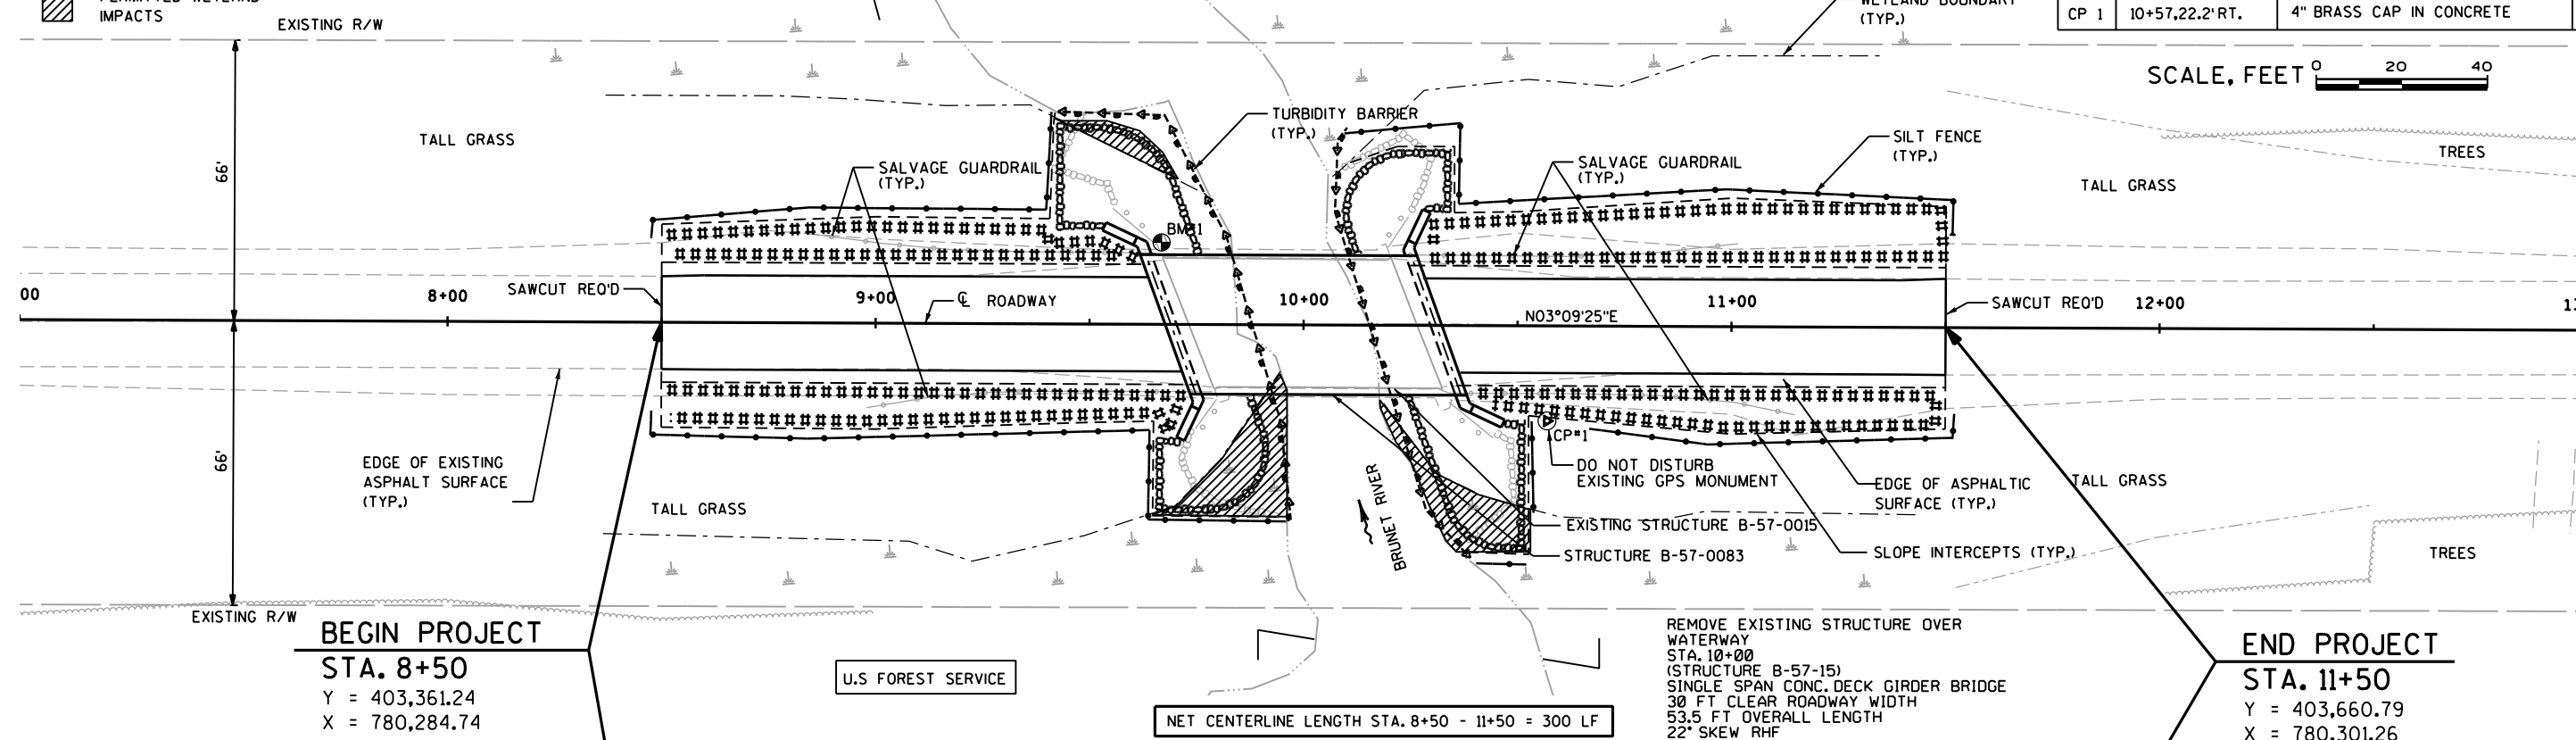 IMPACTS
EXISTING R/W
WETLAND BOUNDARY
(TYP.)
CP 1
10+57,22.2'RT.
4" BRASS CAP IN CONCRETE
SCALE, FEET
0
20
40
TALL GRASS
66'
SALVAGE GUARDRAIL
(TYP.)
TURBIDITY BARRIER
(TYP.)
SALVAGE GUARDRAIL
(TYP.)
SILT FENCE
(TYP.)
TREES
TALL GRASS
00
8+00
SAWCUT REQ'D
9+00
℄ ROADWAY
10+00
N03°09'25"E
11+00
SAWCUT REQ'D
12+00
66'
EDGE OF EXISTING
ASPHALT SURFACE
(TYP.)
TALL GRASS
BRUNET RIVER
CP#1
DO NOT DISTURB
EXISTING GPS MONUMENT
EXISTING STRUCTURE B-57-0015
STRUCTURE B-57-0083
EDGE OF ASPHALTIC
SURFACE (TYP.)
SLOPE INTERCEPTS (TYP.)
TALL GRASS
TREES
EXISTING R/W
BEGIN PROJECT
STA. 8+50
Y = 403,361.24
X = 780,284.74
U.S FOREST SERVICE
NET CENTERLINE LENGTH STA. 8+50 - 11+50 = 300 LF
REMOVE EXISTING STRUCTURE OVER
WATERWAY
STA. 10+00
(STRUCTURE B-57-15)
SINGLE SPAN CONC. DECK GIRDER BRIDGE
30 FT CLEAR ROADWAY WIDTH
53.5 FT OVERALL LENGTH
22° SKEW RHF
END PROJECT
STA. 11+50
Y = 403,660.79
X = 780,301.26